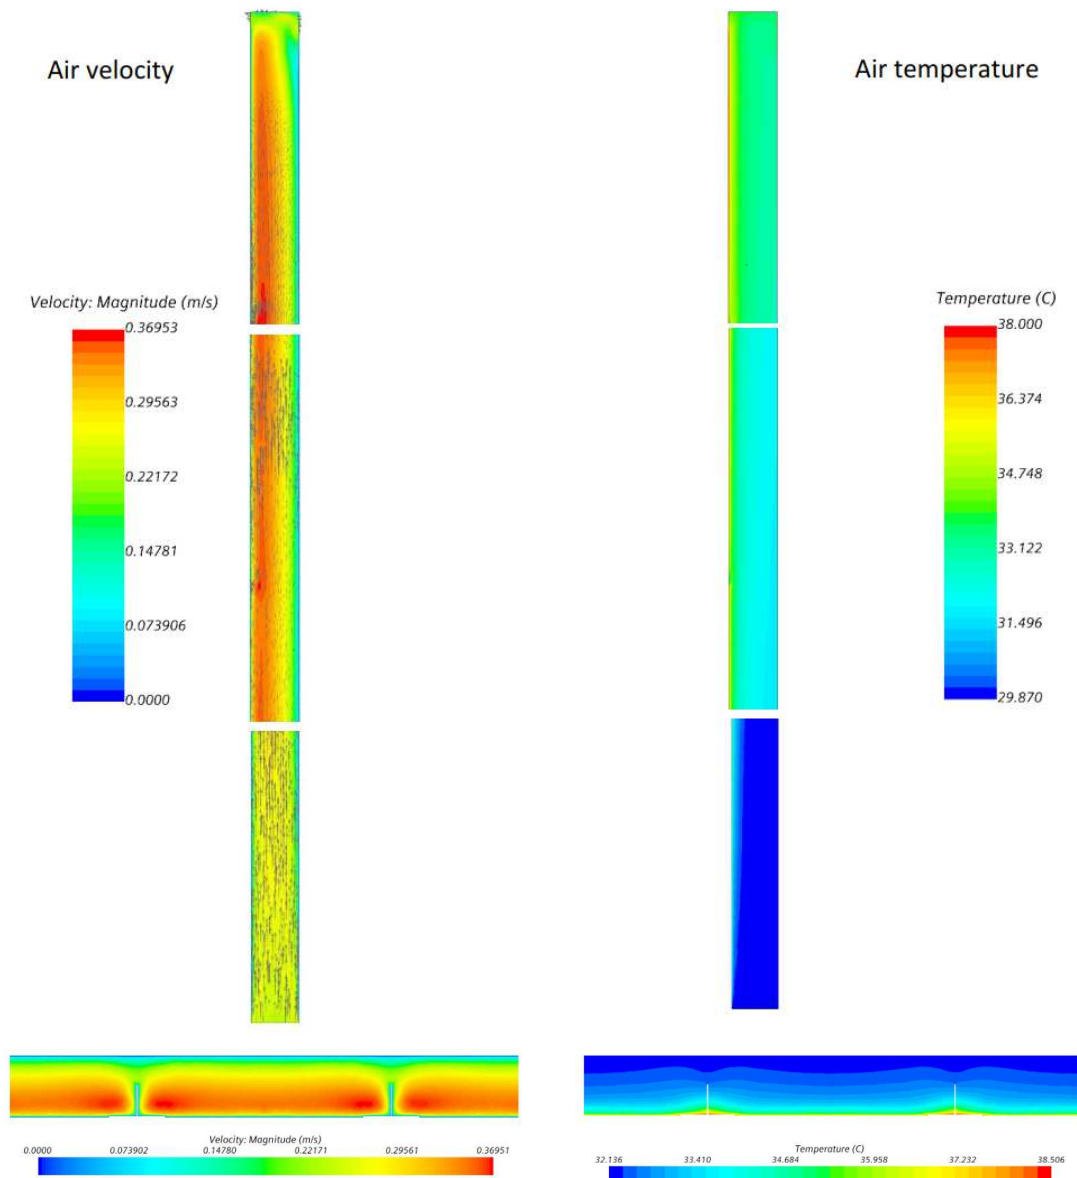 Air velocity
Air temperature
Velocity: Magnitude (m/s)
0.36953
0.29563
0.22172
0.14781
0.073906
0.0000
Temperature (C)
38.000
36.374
34.748
33.122
31.496
29.870
Velocity: Magnitude (m/s)
0.0000 0.073902 0.14780 0.22171 0.29561 0.36951
Temperature (C)
32.136 33.410 34.684 35.958 37.232 38.506